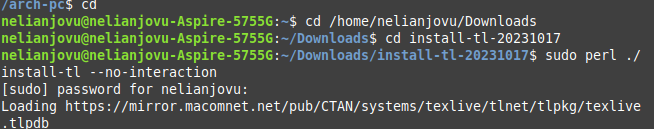 /arch-pc$ cd
nelianjovu@nelianjovu-Aspire-5755G:~$ cd /home/nelianjovu/Downloads
nelianjovu@nelianjovu-Aspire-5755G:~/Downloads$ cd install-tl-20231017
nelianjovu@nelianjovu-Aspire-5755G:~/Downloads/install-tl-20231017$ sudo perl ./
install-tl --no-interaction
[sudo] password for nelianjovu:
Loading https://mirror.macomnet.net/pub/CTAN/systems/texlive/tlnet/tlpkg/texlive
.tlpdb